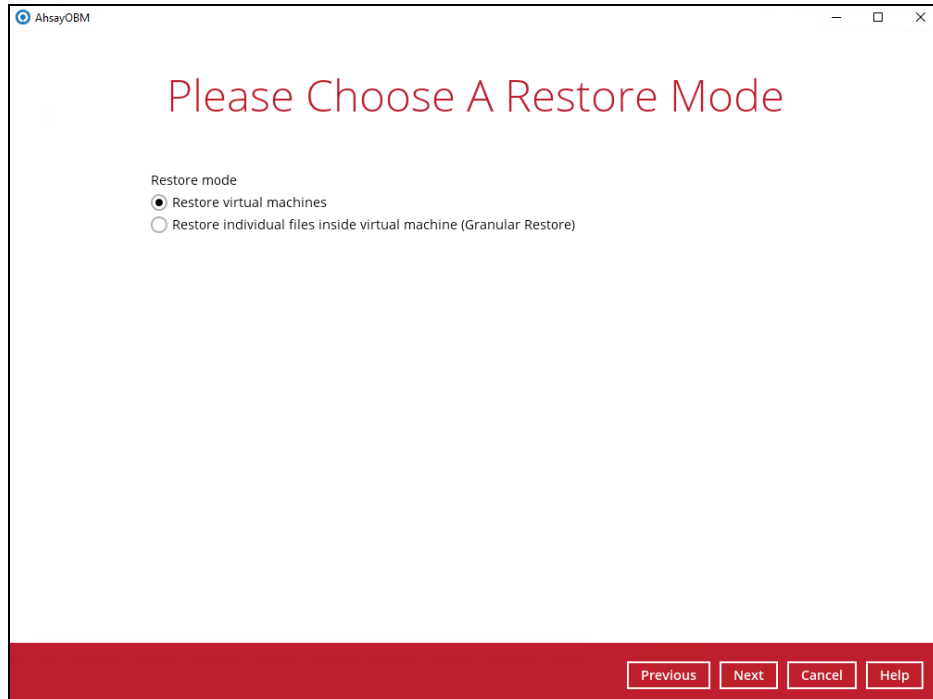 AhsayOBM
Please Choose A Restore Mode
Restore mode
Restore virtual machines
Restore individual files inside virtual machine (Granular Restore)
Previous Next Cancel Help